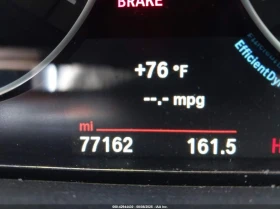 BRAKE
+76 °F
--.- mpg
EfficientDy
mi
77162 161.5
H